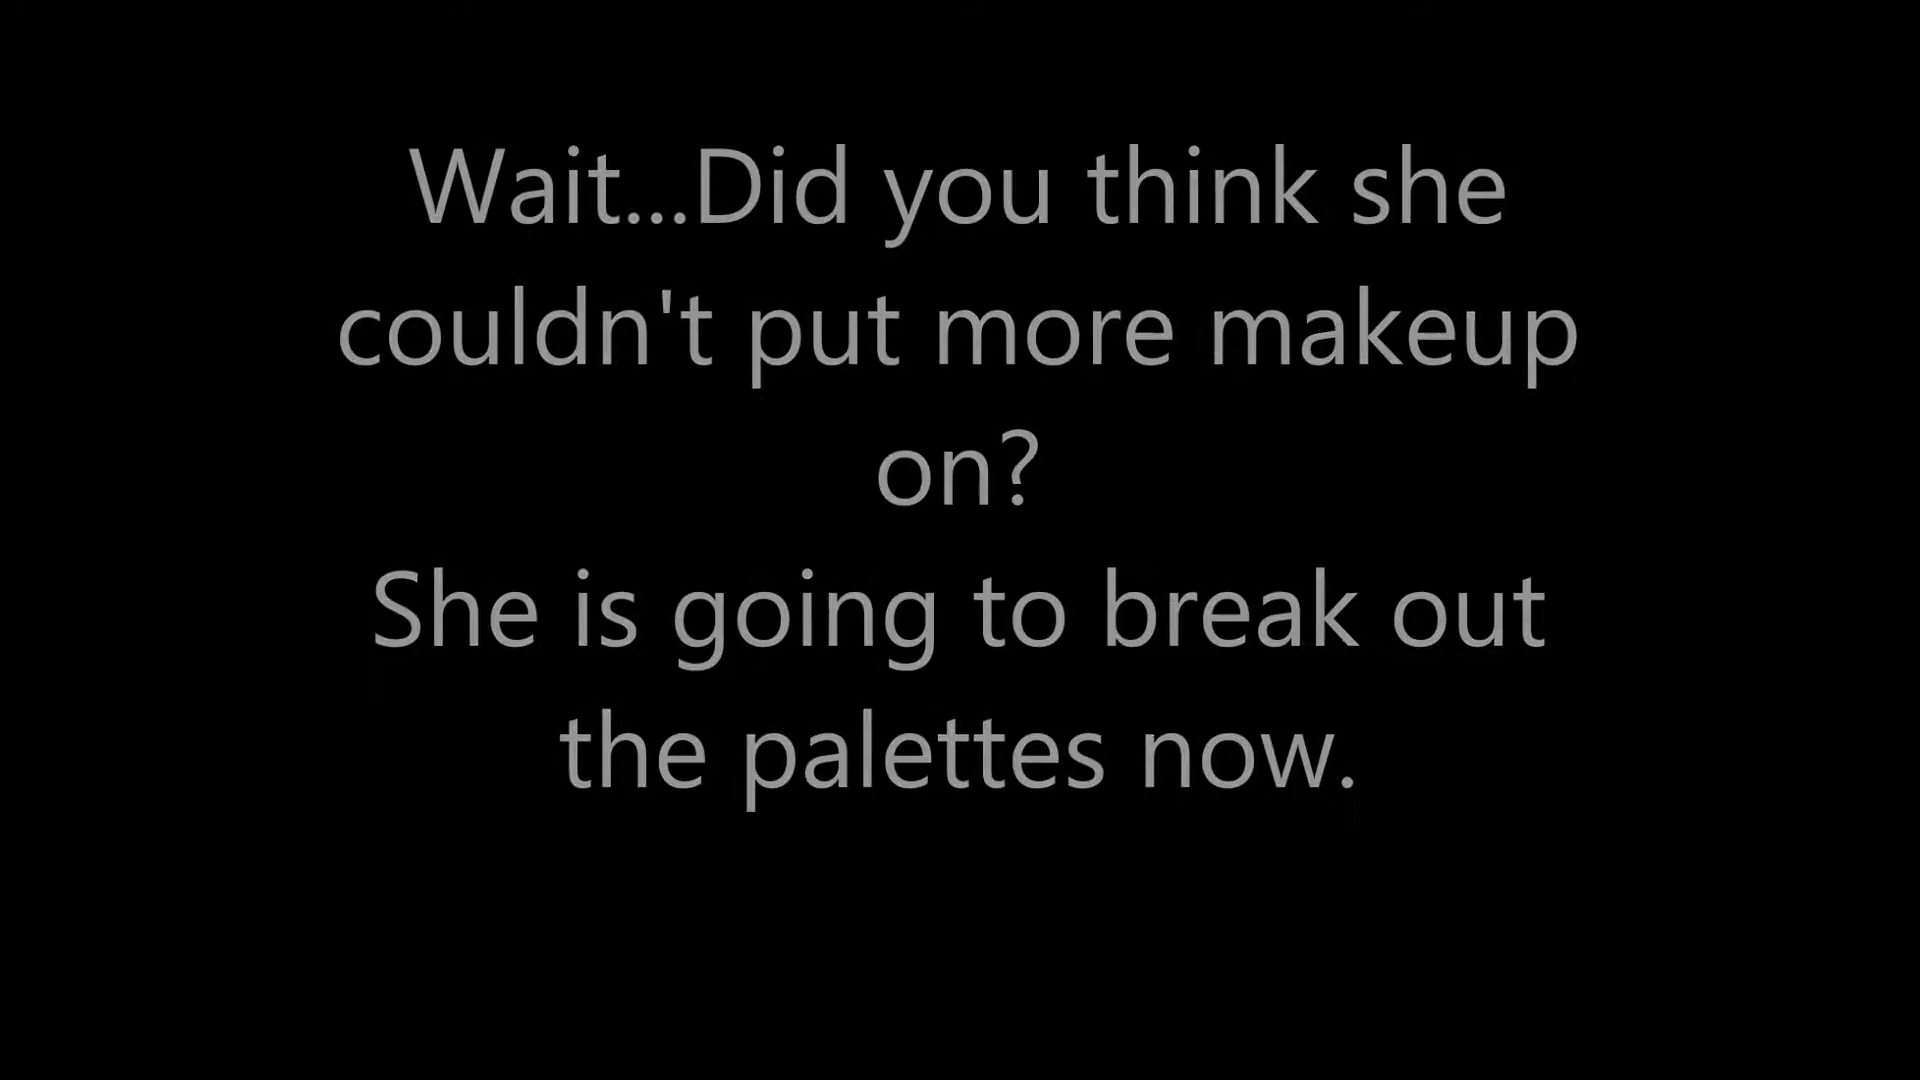 Wait...Did you think she
couldn't put more makeup
on?
She is going to break out
the palettes now.